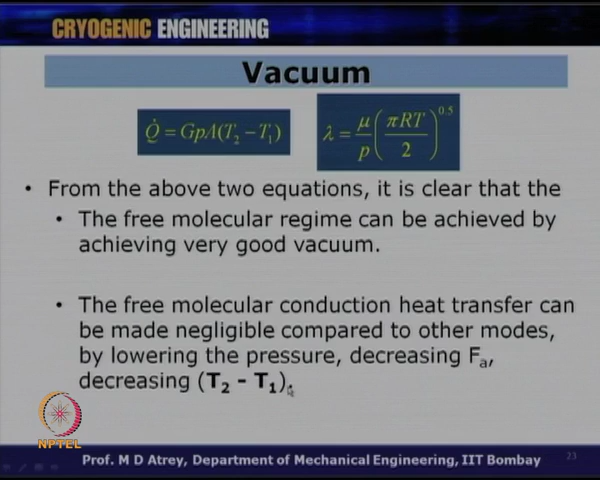 CRYOGENIC ENGINEERING
Vacuum
Q̇ = GpA(T₂ − T₁)
λ = μ/p (πRT/2)^0.5
• From the above two equations, it is clear that the
• The free molecular regime can be achieved by
achieving very good vacuum.
• The free molecular conduction heat transfer can
be made negligible compared to other modes,
by lowering the pressure, decreasing Fₐ,
decreasing (T₂ - T₁).
NPTEL
Prof. M D Atrey, Department of Mechanical Engineering, IIT Bombay
23